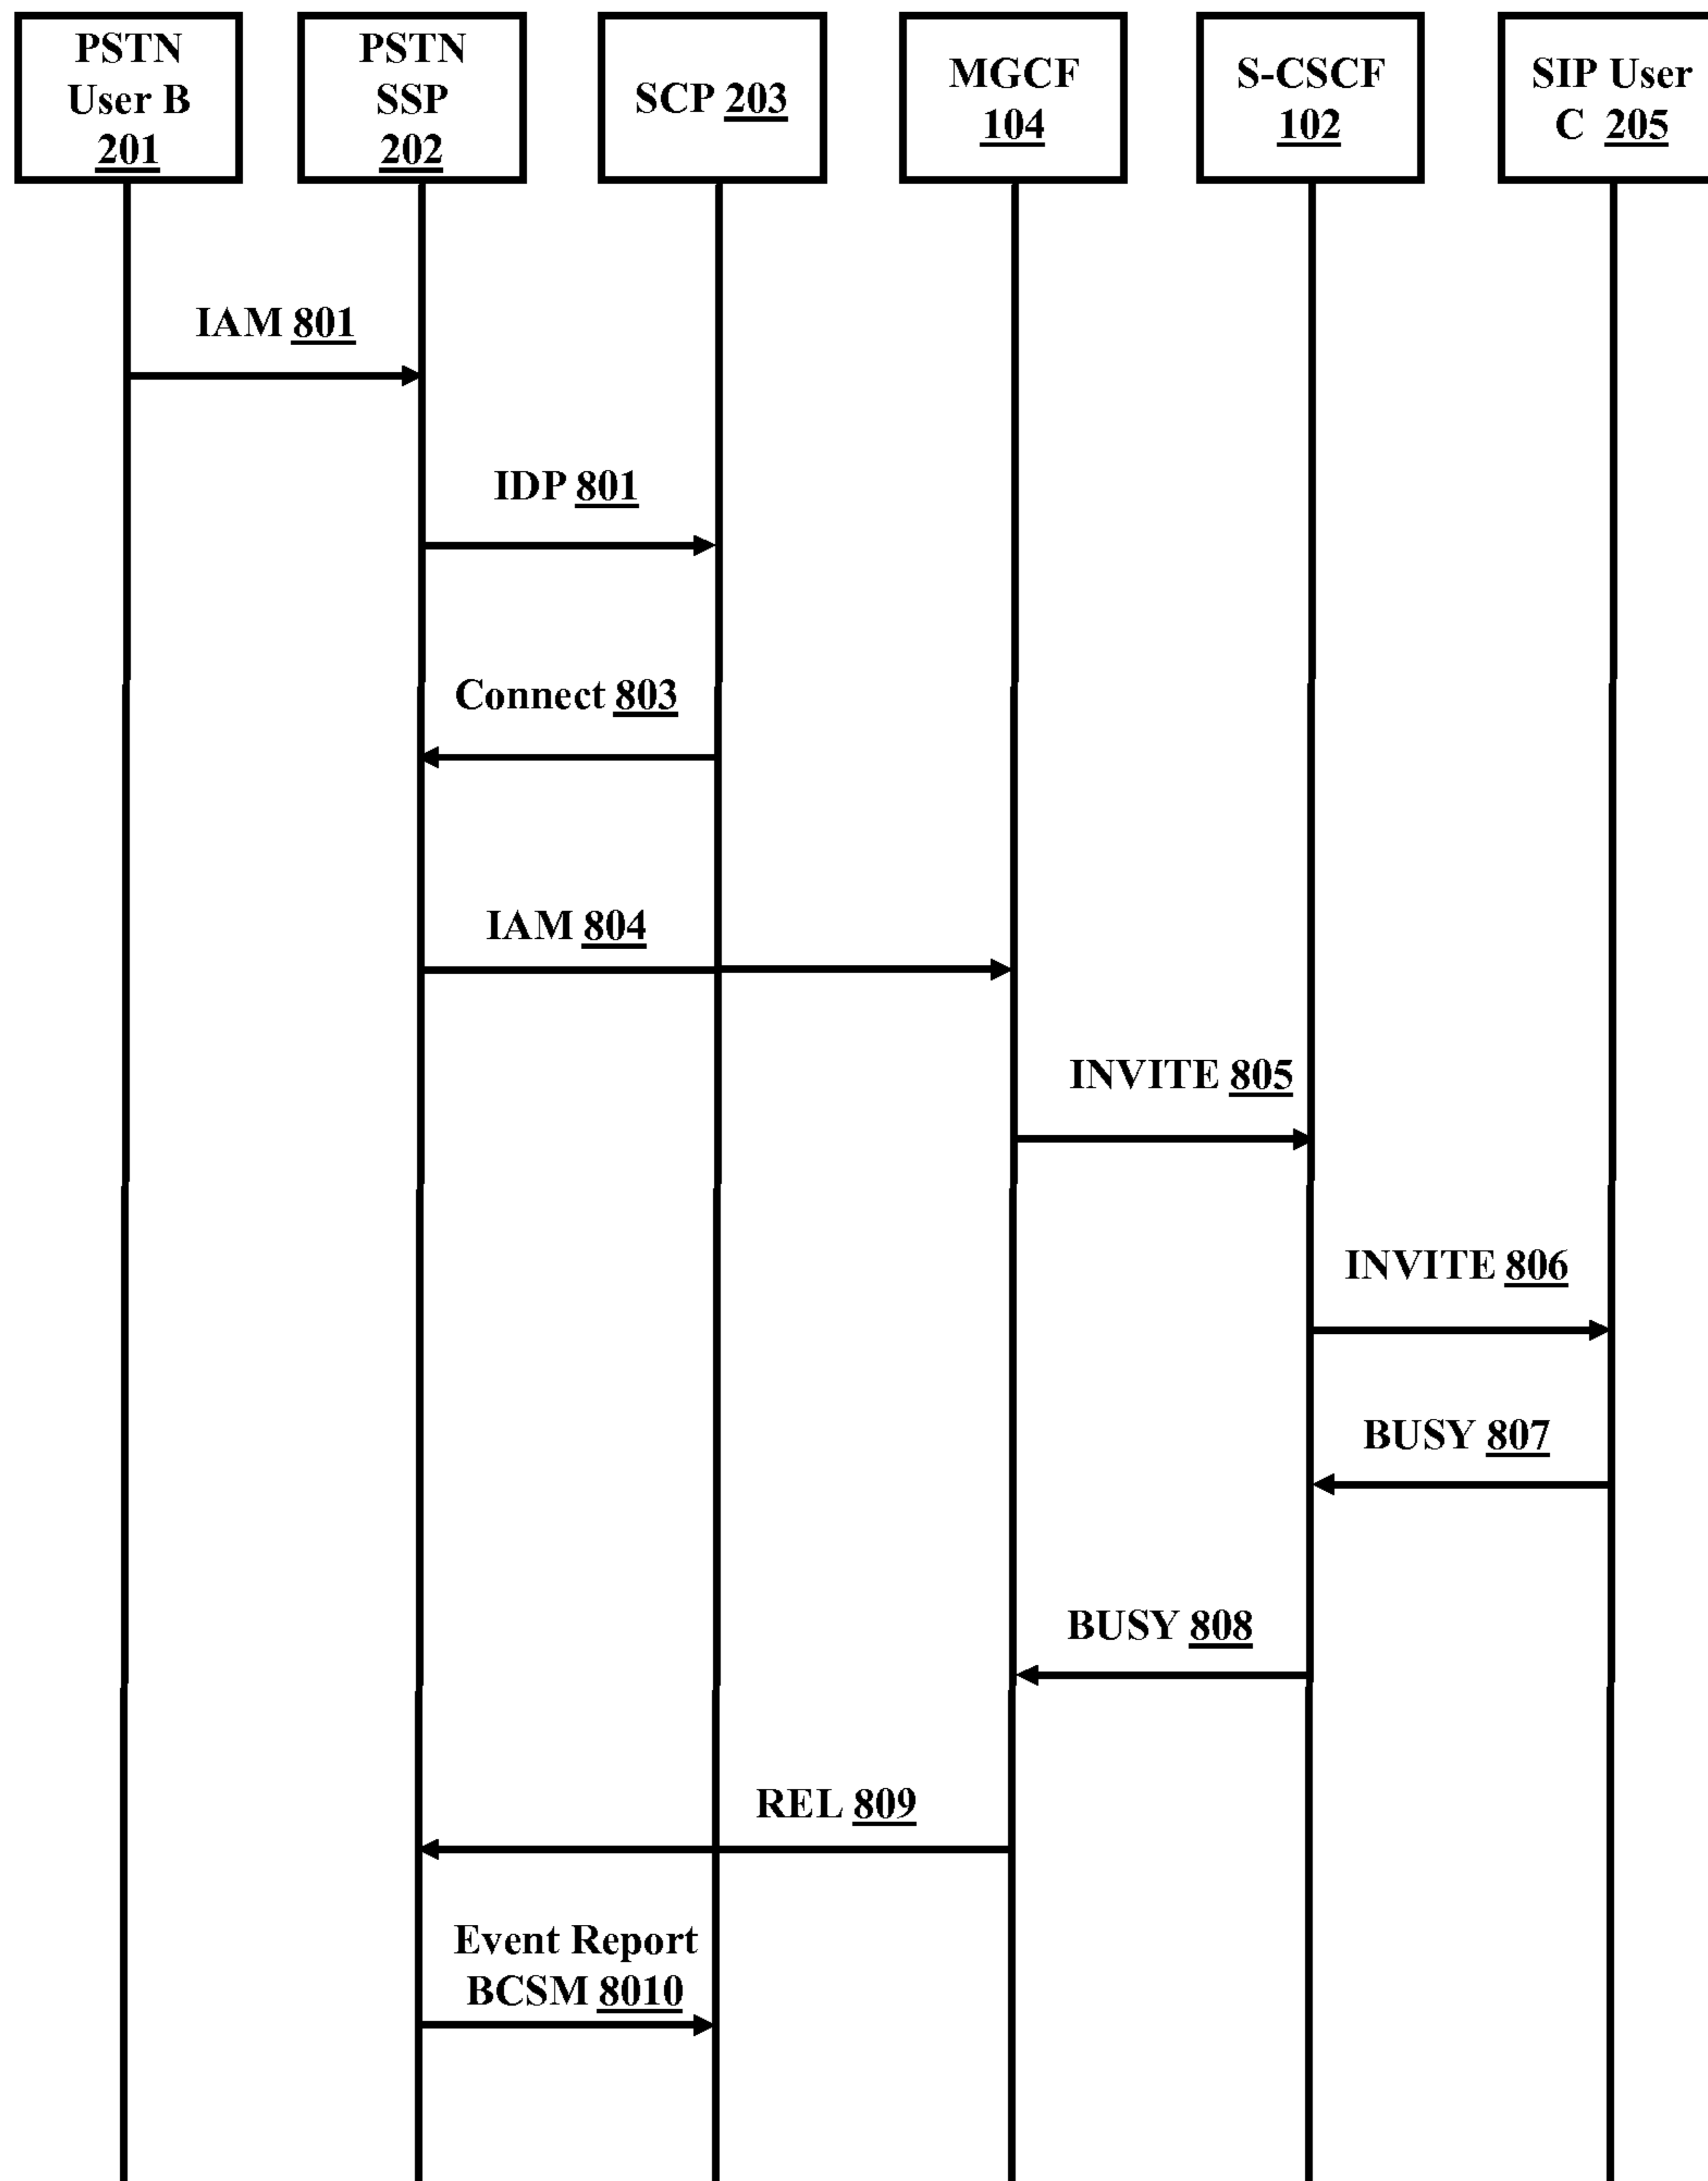 PSTN
User B
201
PSTN
SSP
202
SCP 203
MGCF
104
S-CSCF
102
SIP User
C 205
IAM 801
IDP 801
Connect 803
IAM 804
INVITE 805
INVITE 806
BUSY 807
BUSY 808
REL 809
Event Report
BCSM 8010